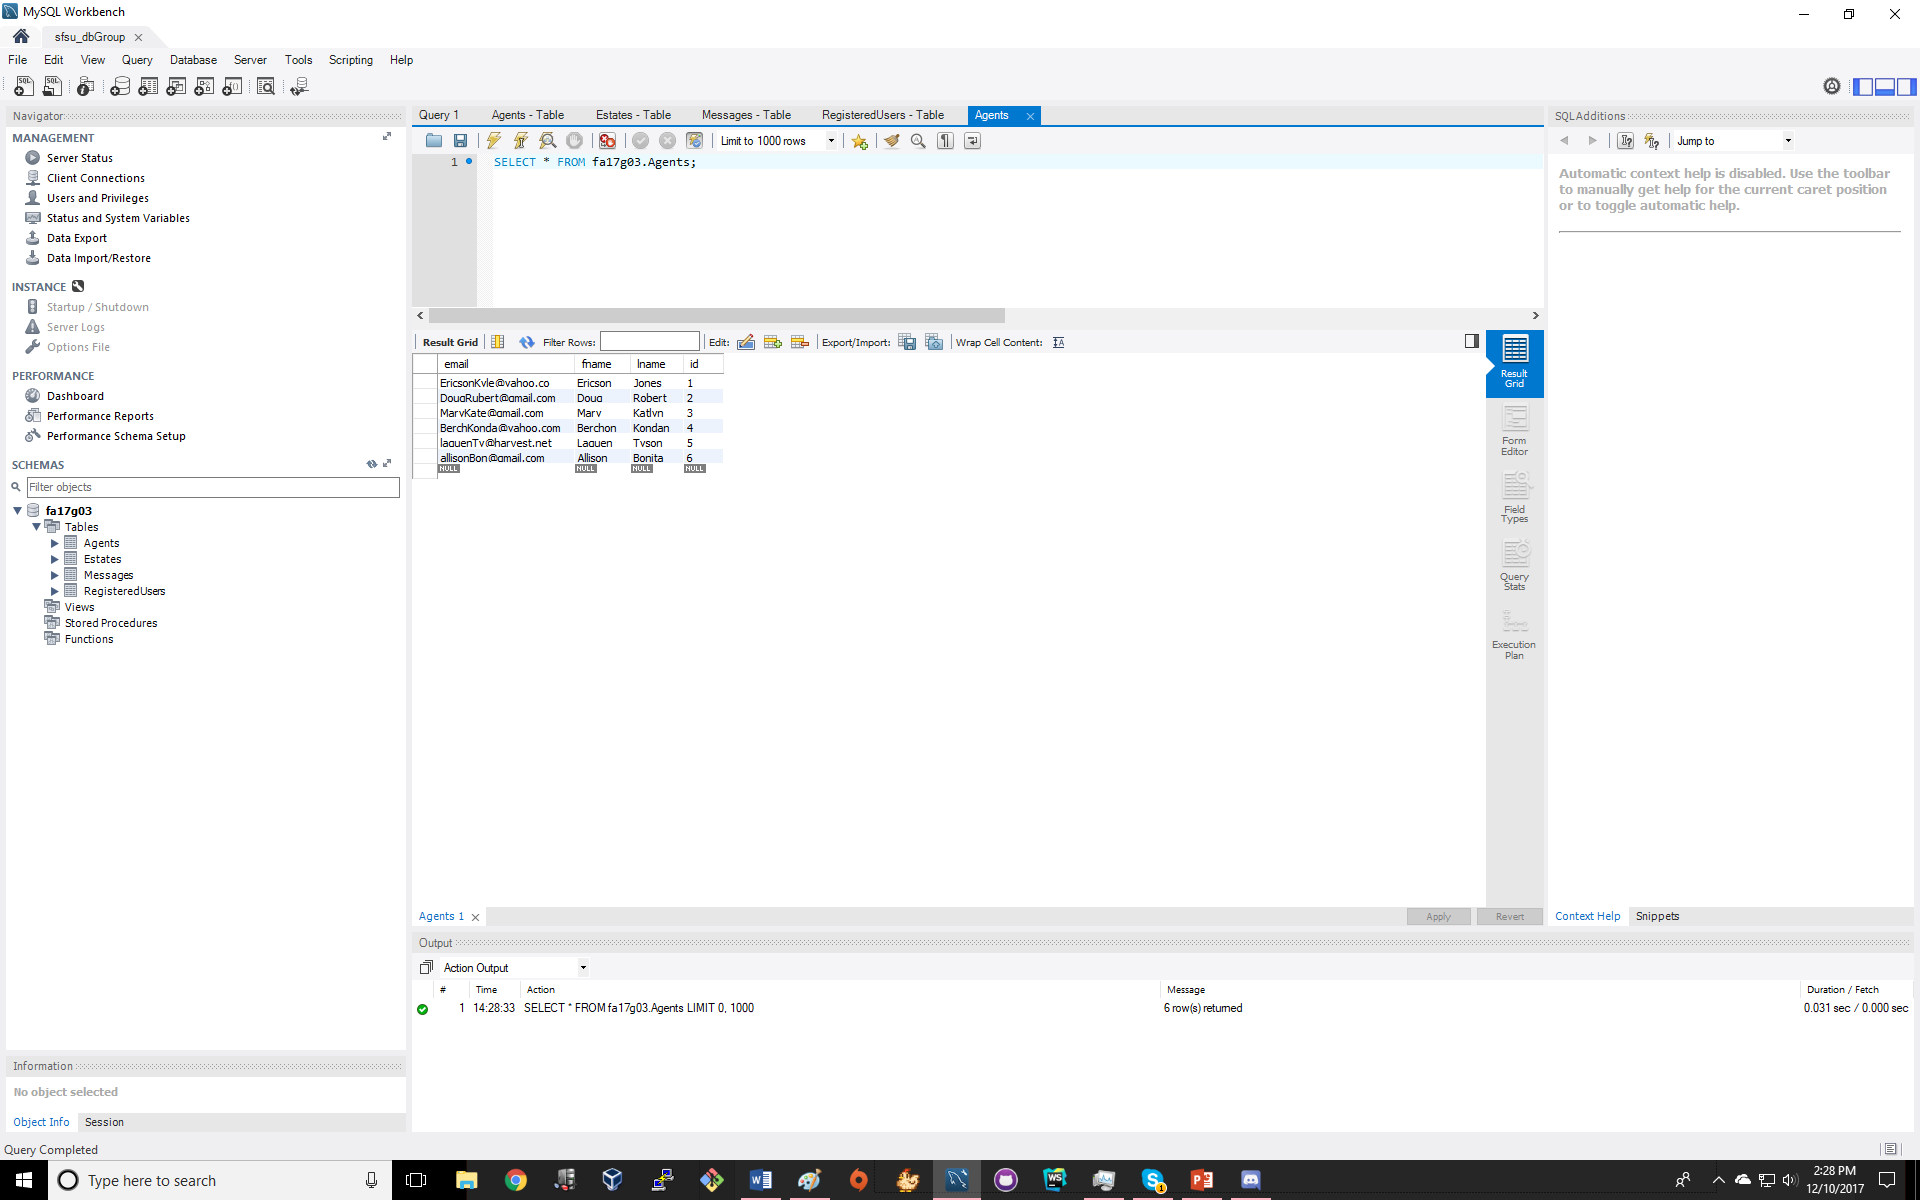 MySQL Workbench
sfsu_dbGroup
File Edit View Query Database Server Tools Scripting Help
Navigator
MANAGEMENT
Server Status
Client Connections
Users and Privileges
Status and System Variables
Data Export
Data Import/Restore
INSTANCE
Startup / Shutdown
Server Logs
Options File
PERFORMANCE
Dashboard
Performance Reports
Performance Schema Setup
SCHEMAS
Filter objects
fa17g03
Tables
Agents
Estates
Messages
RegisteredUsers
Views
Stored Procedures
Functions
Information
No object selected
Object Info Session
Query 1 Agents - Table Estates - Table Messages - Table RegisteredUsers - Table Agents
Limit to 1000 rows
1 SELECT * FROM fa17g03.Agents;
Result Grid Filter Rows: Edit: Export/Import: Wrap Cell Content:
email fname lname id
EricsonKyle@yahoo.co Ericson Jones 1
DougRubert@gmail.com Doug Robert 2
MaryKate@gmail.com Mary Katlyn 3
BerchKonda@yahoo.com Berchon Kondan 4
laquenTy@harvest.net Laquen Tyson 5
allisonBon@gmail.com Allison Bonita 6
NULL NULL NULL NULL
Result Grid
Form Editor
Field Types
Query Stats
Execution Plan
Agents 1 Apply Revert
SQLAdditions
Jump to
Automatic context help is disabled. Use the toolbar
to manually get help for the current caret position
or to toggle automatic help.
Context Help Snippets
Output
Action Output
# Time Action Message Duration / Fetch
1 14:28:33 SELECT * FROM fa17g03.Agents LIMIT 0, 1000 6 row(s) returned 0.031 sec / 0.000 sec
Query Completed
Type here to search
2:28 PM
12/10/2017